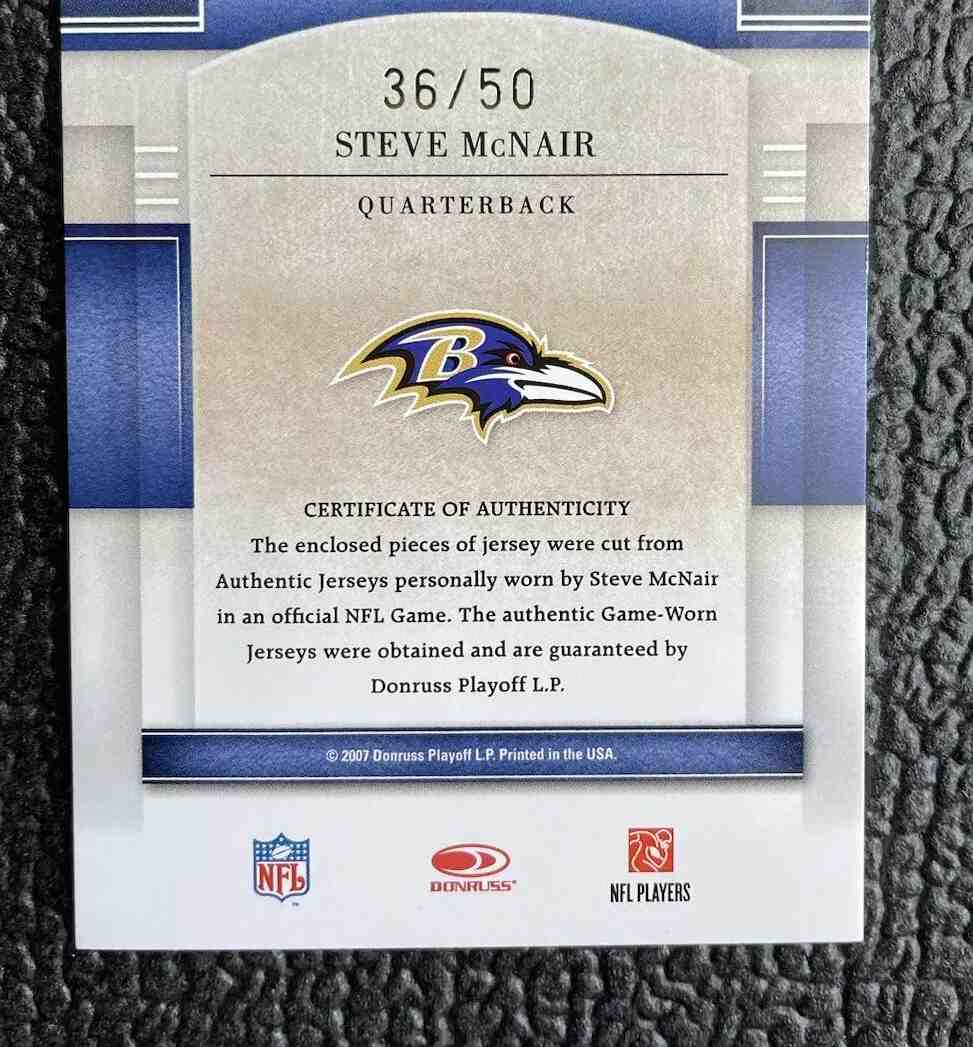 36/50
STEVE McNAIR
QUARTERBACK
B
CERTIFICATE OF AUTHENTICITY
The enclosed pieces of jersey were cut from
Authentic Jerseys personally worn by Steve McNair
in an official NFL Game. The authentic Game-Worn
Jerseys were obtained and are guaranteed by
Donruss Playoff L.P.
© 2007 Donruss Playoff L.P. Printed in the USA.
NFL
DONRUSS
NFL PLAYERS